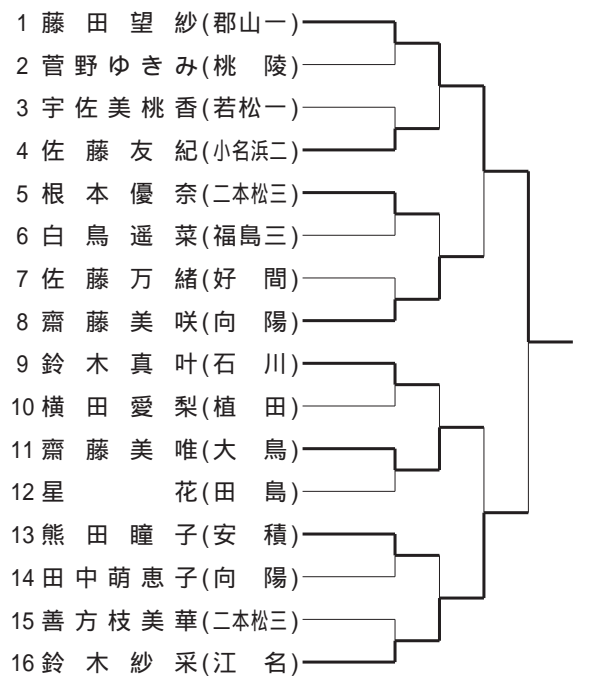 1 藤田望紗(郡山一)
2 菅野ゆきみ(桃陵)
3 宇佐美桃香(若松一)
4 佐藤友紀(小名浜二)
5 根本優奈(二本松三)
6 白鳥遥菜(福島三)
7 佐藤万緒(好間)
8 齋藤美咲(向陽)
9 鈴木真叶(石川)
10 横田愛梨(植田)
11 齋藤美唯(大鳥)
12 星花(田島)
13 熊田瞳子(安積)
14 田中萌恵子(向陽)
15 善方枝美華(二本松三)
16 鈴木紗采(江名)